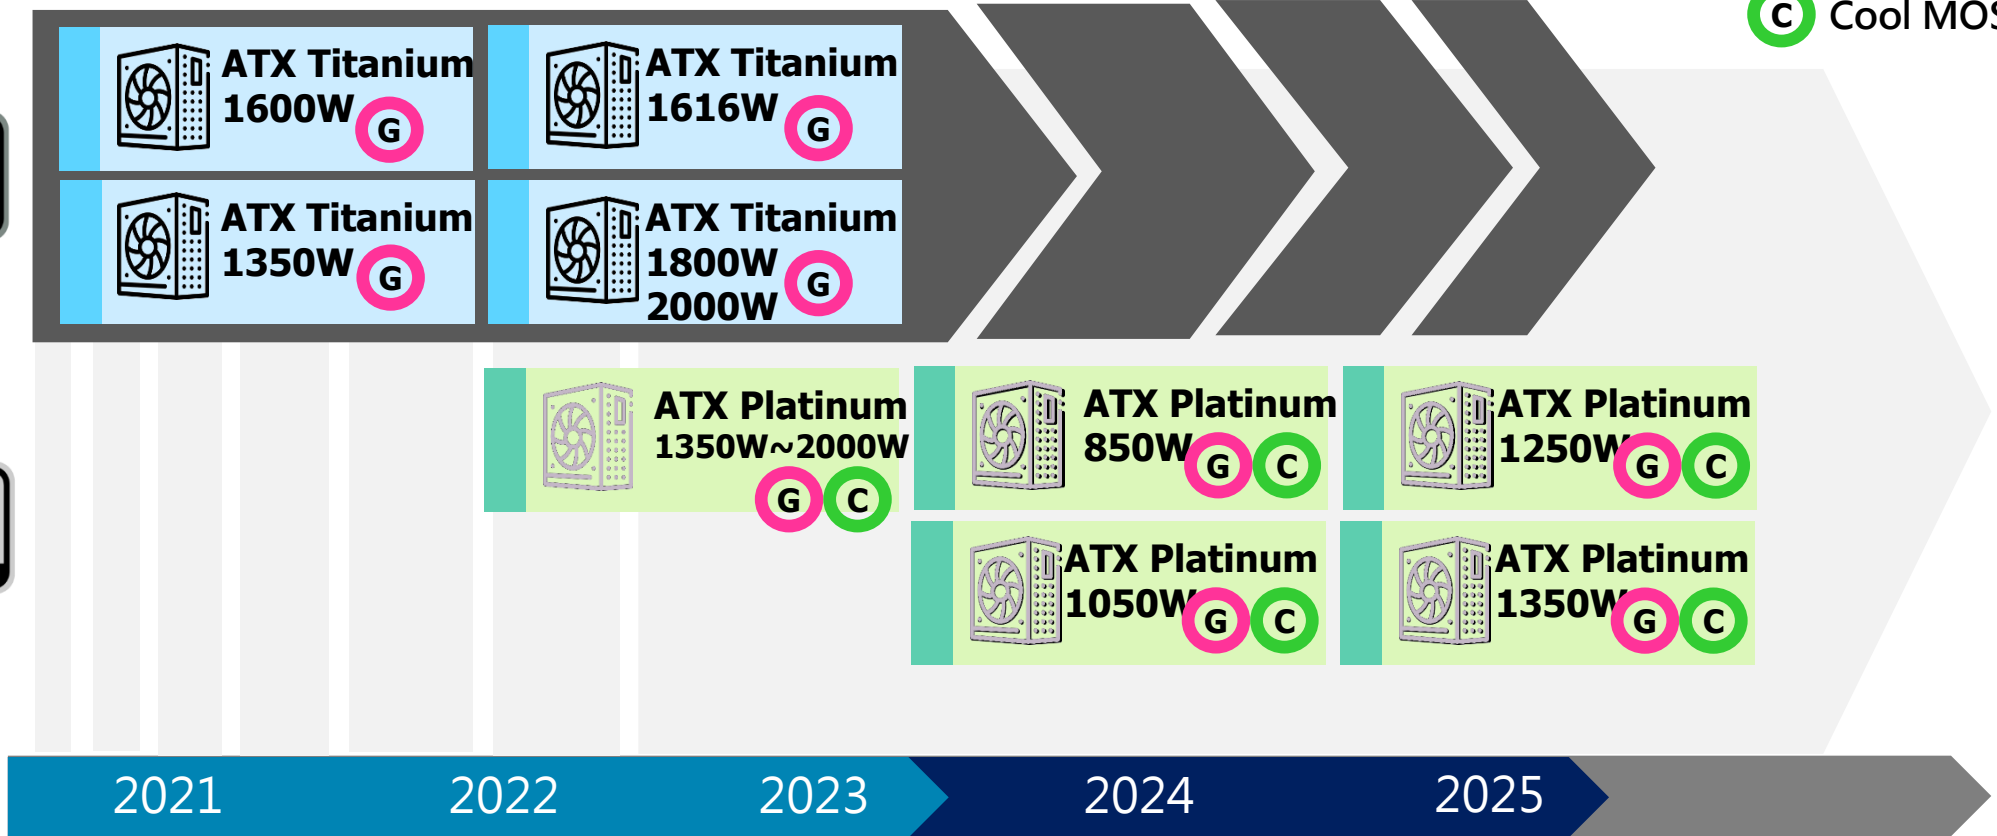 C Cool MOS
ATX Titanium
1600W G
ATX Titanium
1616W G
ATX Titanium
1350W G
ATX Titanium
1800W G
2000W
ATX Platinum
1350W~2000W
G C
ATX Platinum
850W G C
ATX Platinum
1250W G C
ATX Platinum
1050W G C
ATX Platinum
1350W G C
2021 2022 2023 2024 2025